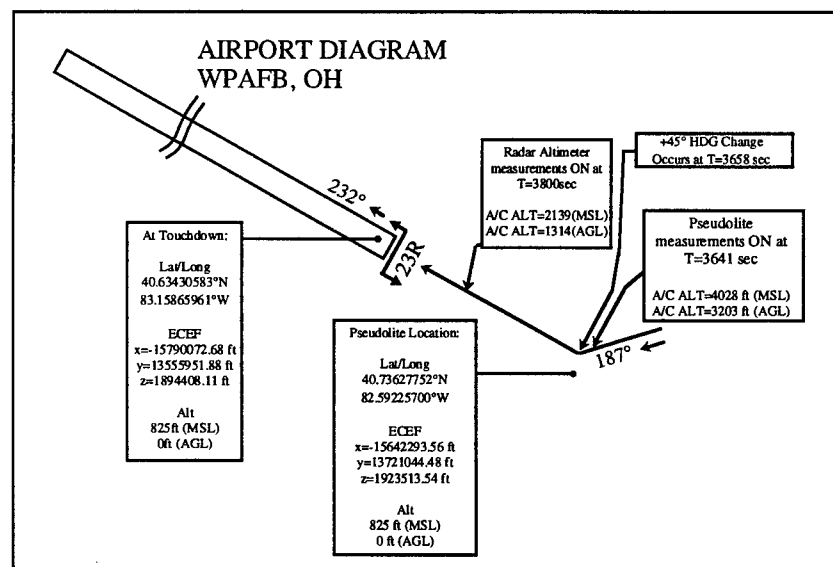 AIRPORT DIAGRAM
WPAFB, OH
232°
23R
187°
Radar Altimeter
measurements ON at
T=3800sec
A/C ALT=2139(MSL)
A/C ALT=1314(AGL)
+45° HDG Change
Occurs at T=3658 sec
Pseudolite
measurements ON at
T=3641 sec
A/C ALT=4028 ft (MSL)
A/C ALT=3203 ft (AGL)
At Touchdown:
Lat/Long
40.63430583°N
83.15865961°W
ECEF
x=-15790072.68 ft
y=13555951.88 ft
z=1894408.11 ft
Alt
825ft (MSL)
0ft (AGL)
Pseudolite Location:
Lat/Long
40.73627752°N
82.59225700°W
ECEF
x=-15642293.56 ft
y=13721044.48 ft
z=1923513.54 ft
Alt
825 ft (MSL)
0 ft (AGL)